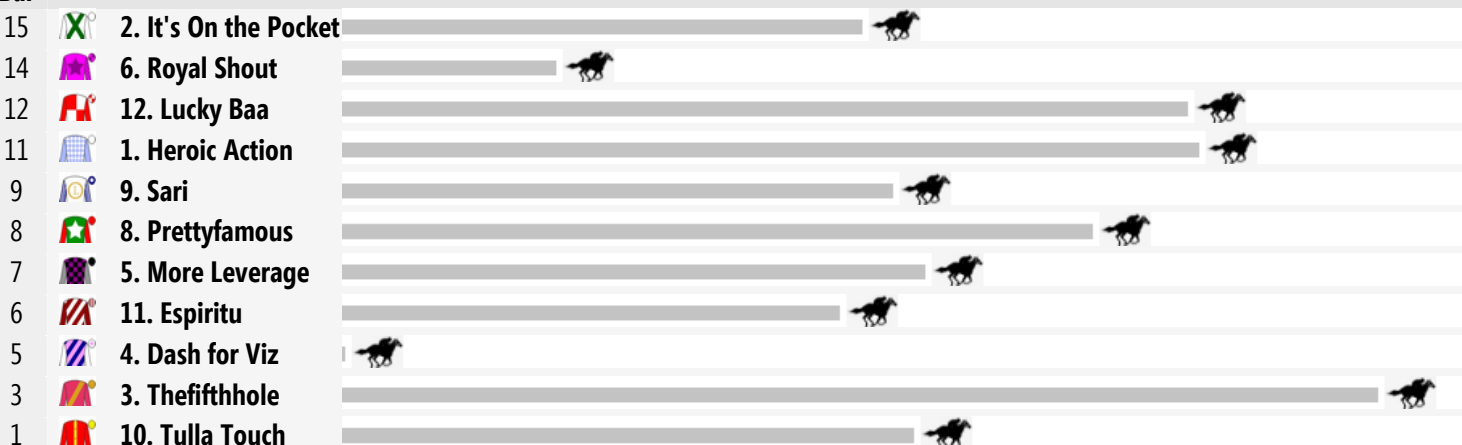 15 2. It's On the Pocket
14 6. Royal Shout
12 12. Lucky Baa
11 1. Heroic Action
9 9. Sari
8 8. Prettyfamous
7 5. More Leverage
6 11. Espiritu
5 4. Dash for Viz
3 3. Thefifthhole
1 10. Tulla Touch